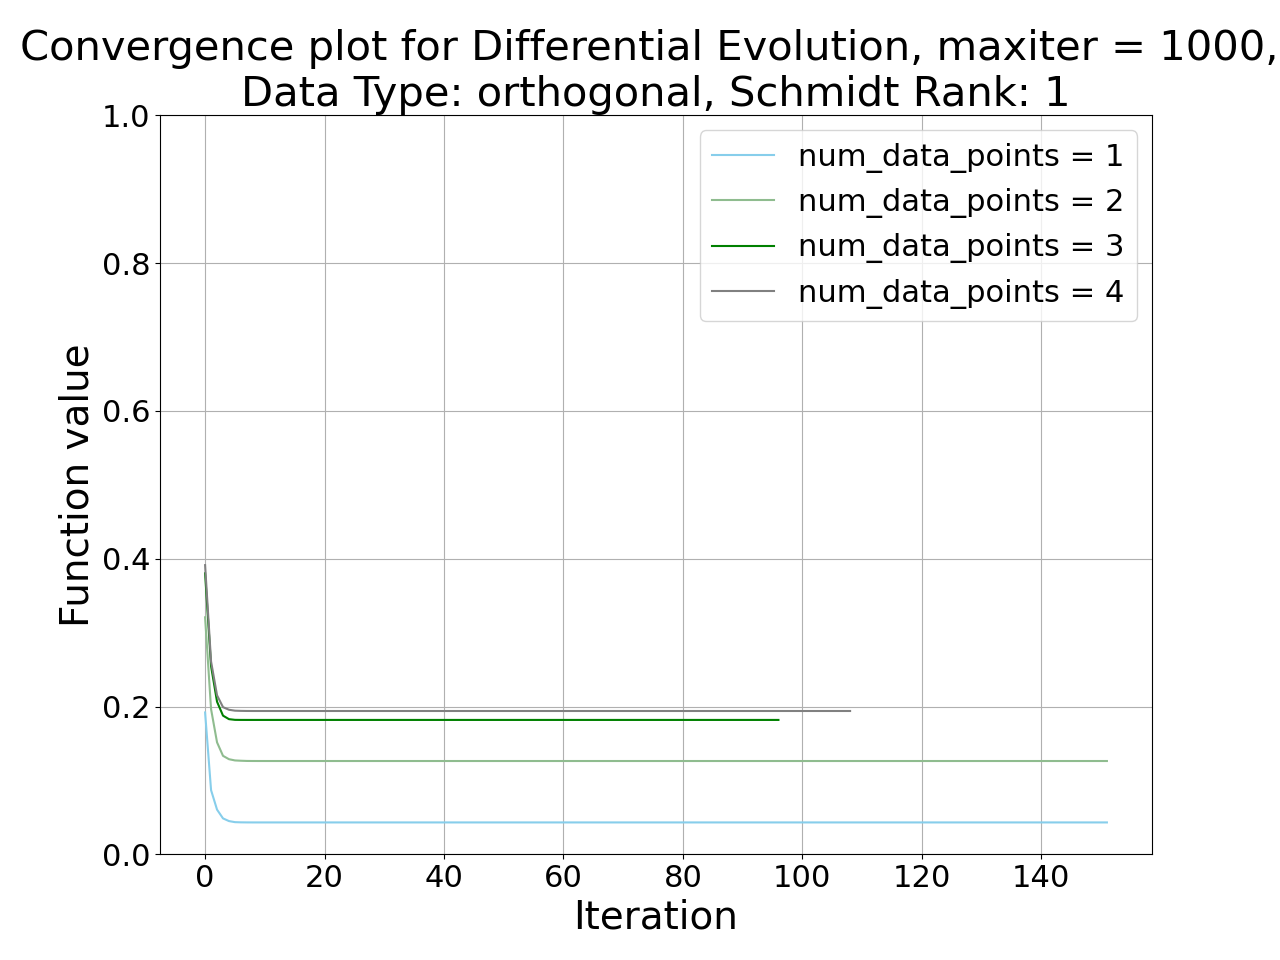 Convergence plot for Differential Evolution, maxiter = 1000,
Data Type: orthogonal, Schmidt Rank: 1
1.0
0.8
0.6
0.4
0.2
0.0
Function value
num_data_points = 1
num_data_points = 2
num_data_points = 3
num_data_points = 4
0 20 40 60 80 100 120 140
Iteration